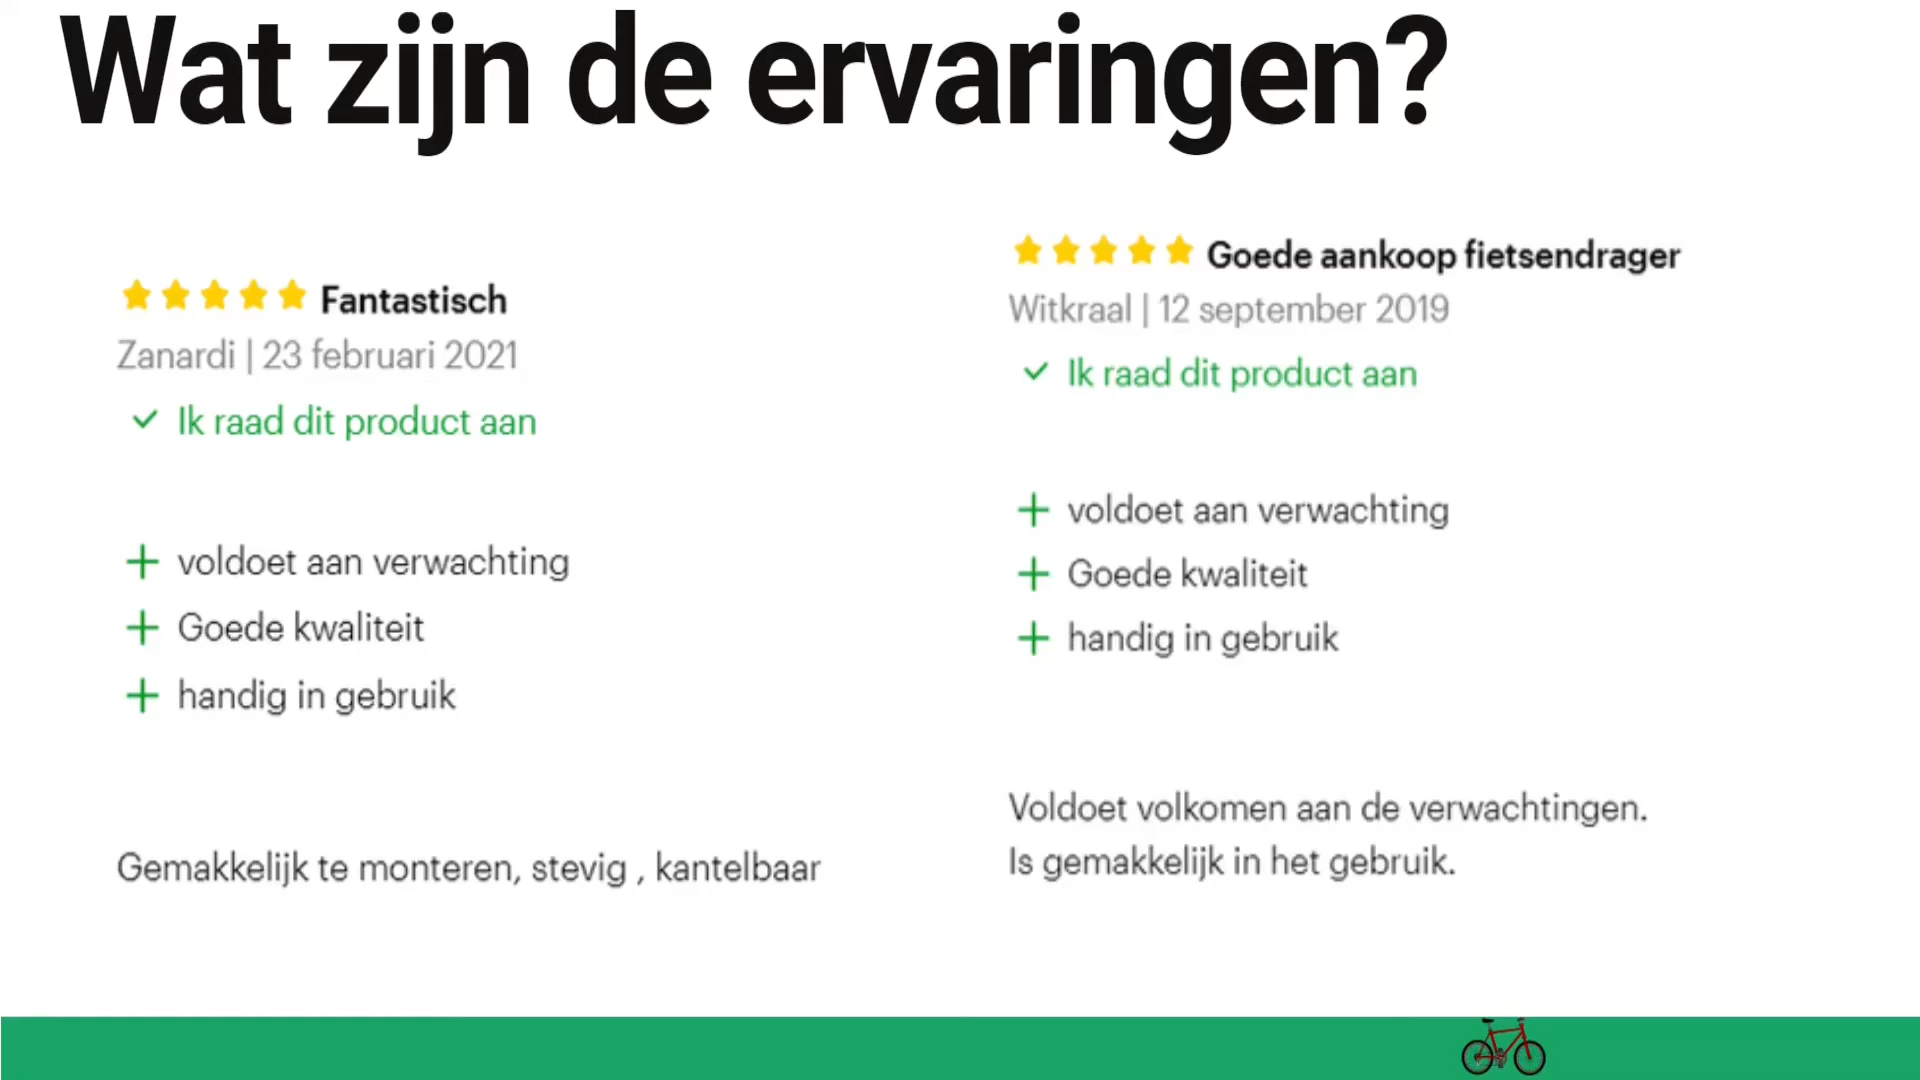 Wat zijn de ervaringen?
Fantastisch
Zanardi | 23 februari 2021
Ik raad dit product aan
voldoet aan verwachting
Goede kwaliteit
handig in gebruik
Gemakkelijk te monteren, stevig , kantelbaar
Goede aankoop fietsendrager
Witkraal | 12 september 2019
Ik raad dit product aan
voldoet aan verwachting
Goede kwaliteit
handig in gebruik
Voldoet volkomen aan de verwachtingen.
Is gemakkelijk in het gebruik.